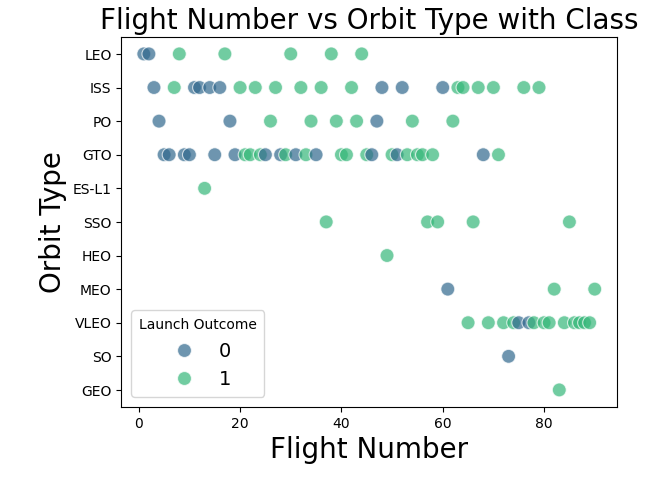 Flight Number vs Orbit Type with Class
Orbit Type
LEO
ISS
PO
GTO
ES-L1
SSO
HEO
MEO
VLEO
SO
GEO
Launch Outcome
0
1
0 20 40 60 80
Flight Number